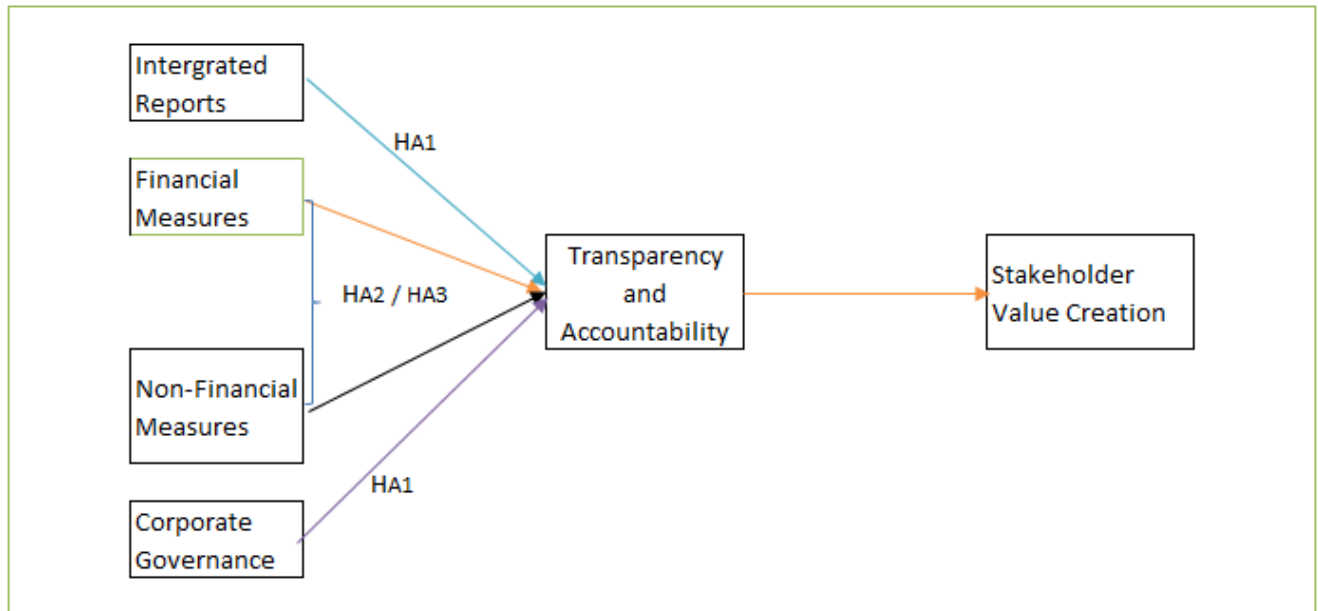 Intergrated
Reports
HA1
Financial
Measures
HA2 / HA3
Transparency
and
Accountability
Stakeholder
Value Creation
Non-Financial
Measures
HA1
Corporate
Governance